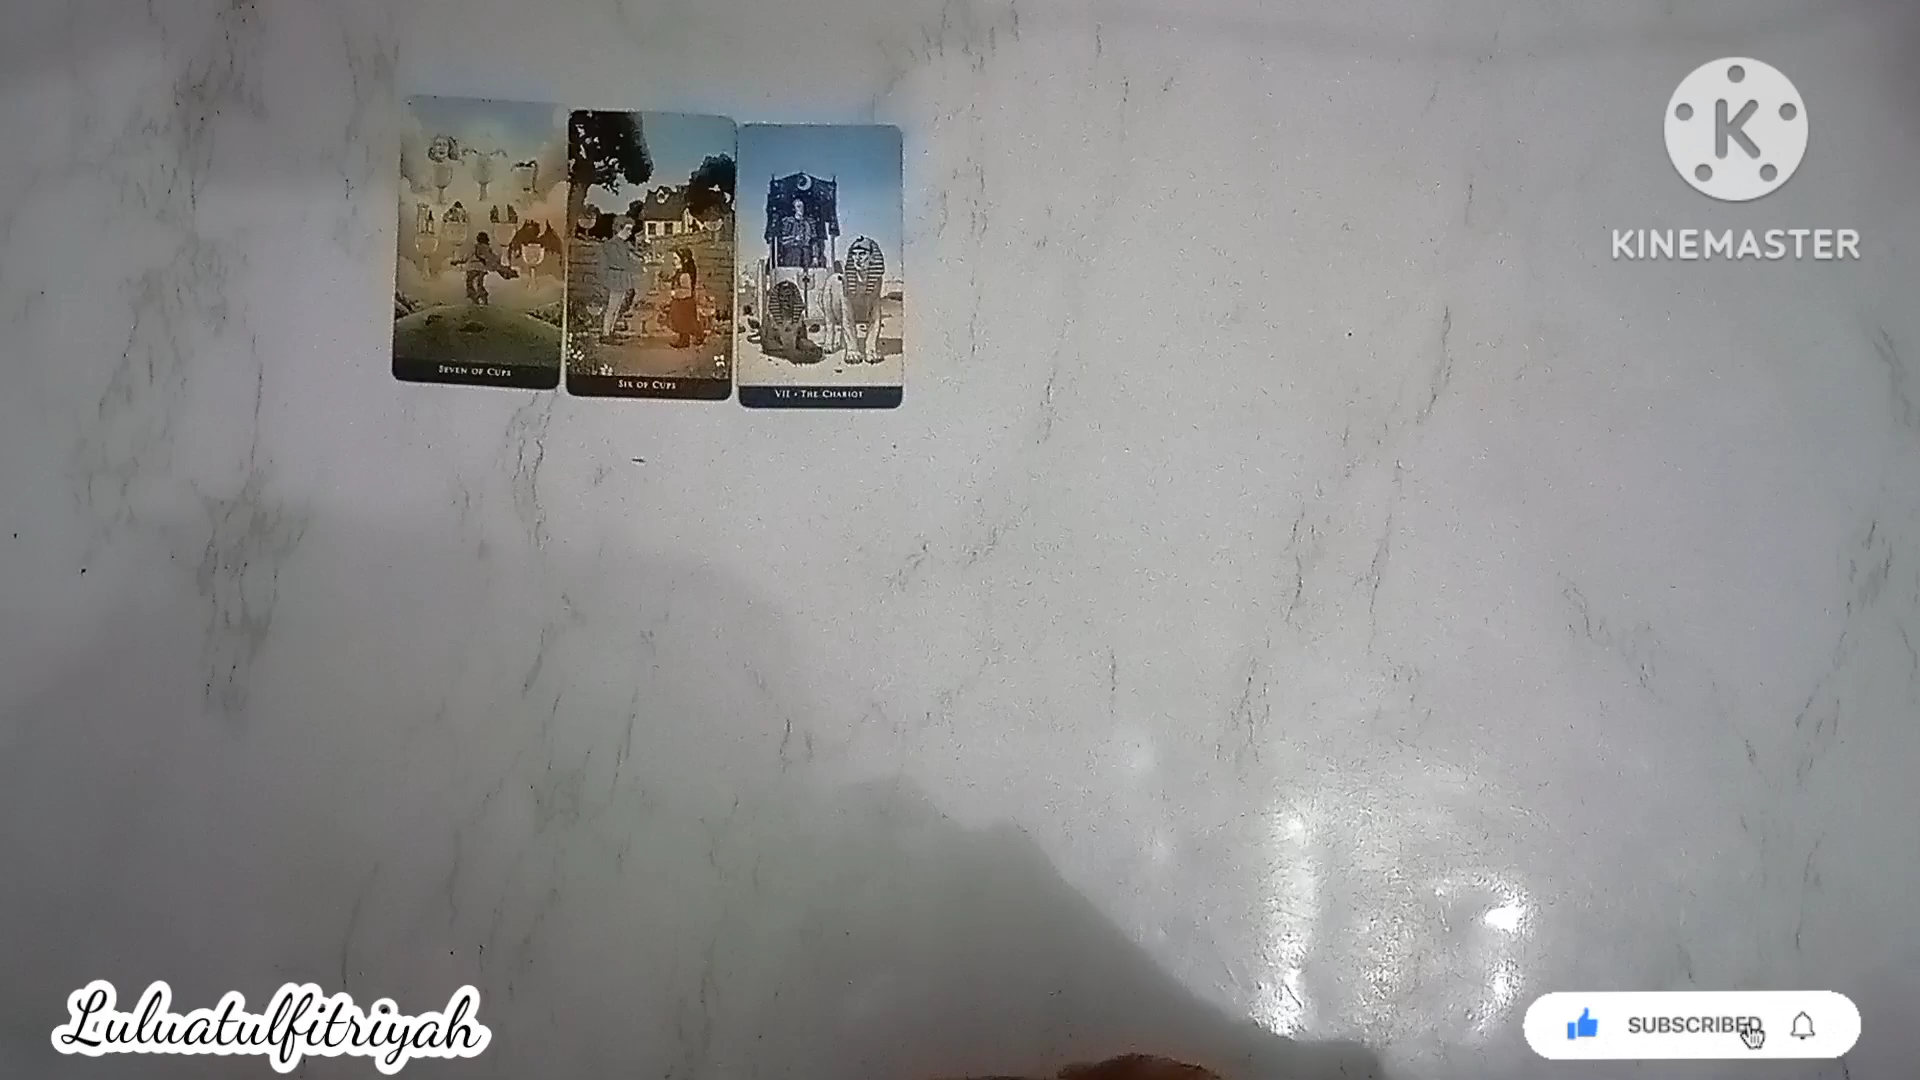 K
KINEMASTER
SEVEN OF CUPS
SIX OF CUPS
VII • THE CHARIOT
Luluatulfitriyah
SUBSCRIBED